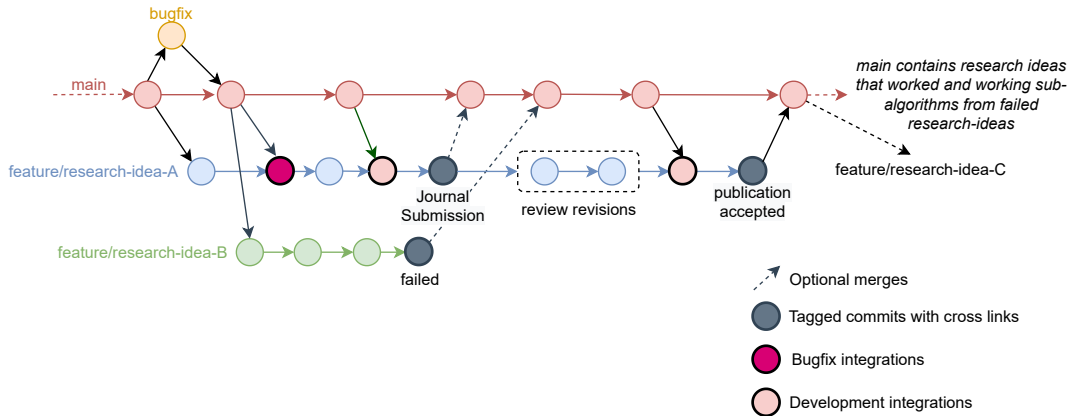 bugfix
main
main contains research ideas
that worked and working sub-
algorithms from failed
research-ideas
feature/research-idea-A
feature/research-idea-C
Journal
Submission
review revisions
publication
accepted
feature/research-idea-B
failed
Optional merges
Tagged commits with cross links
Bugfix integrations
Development integrations